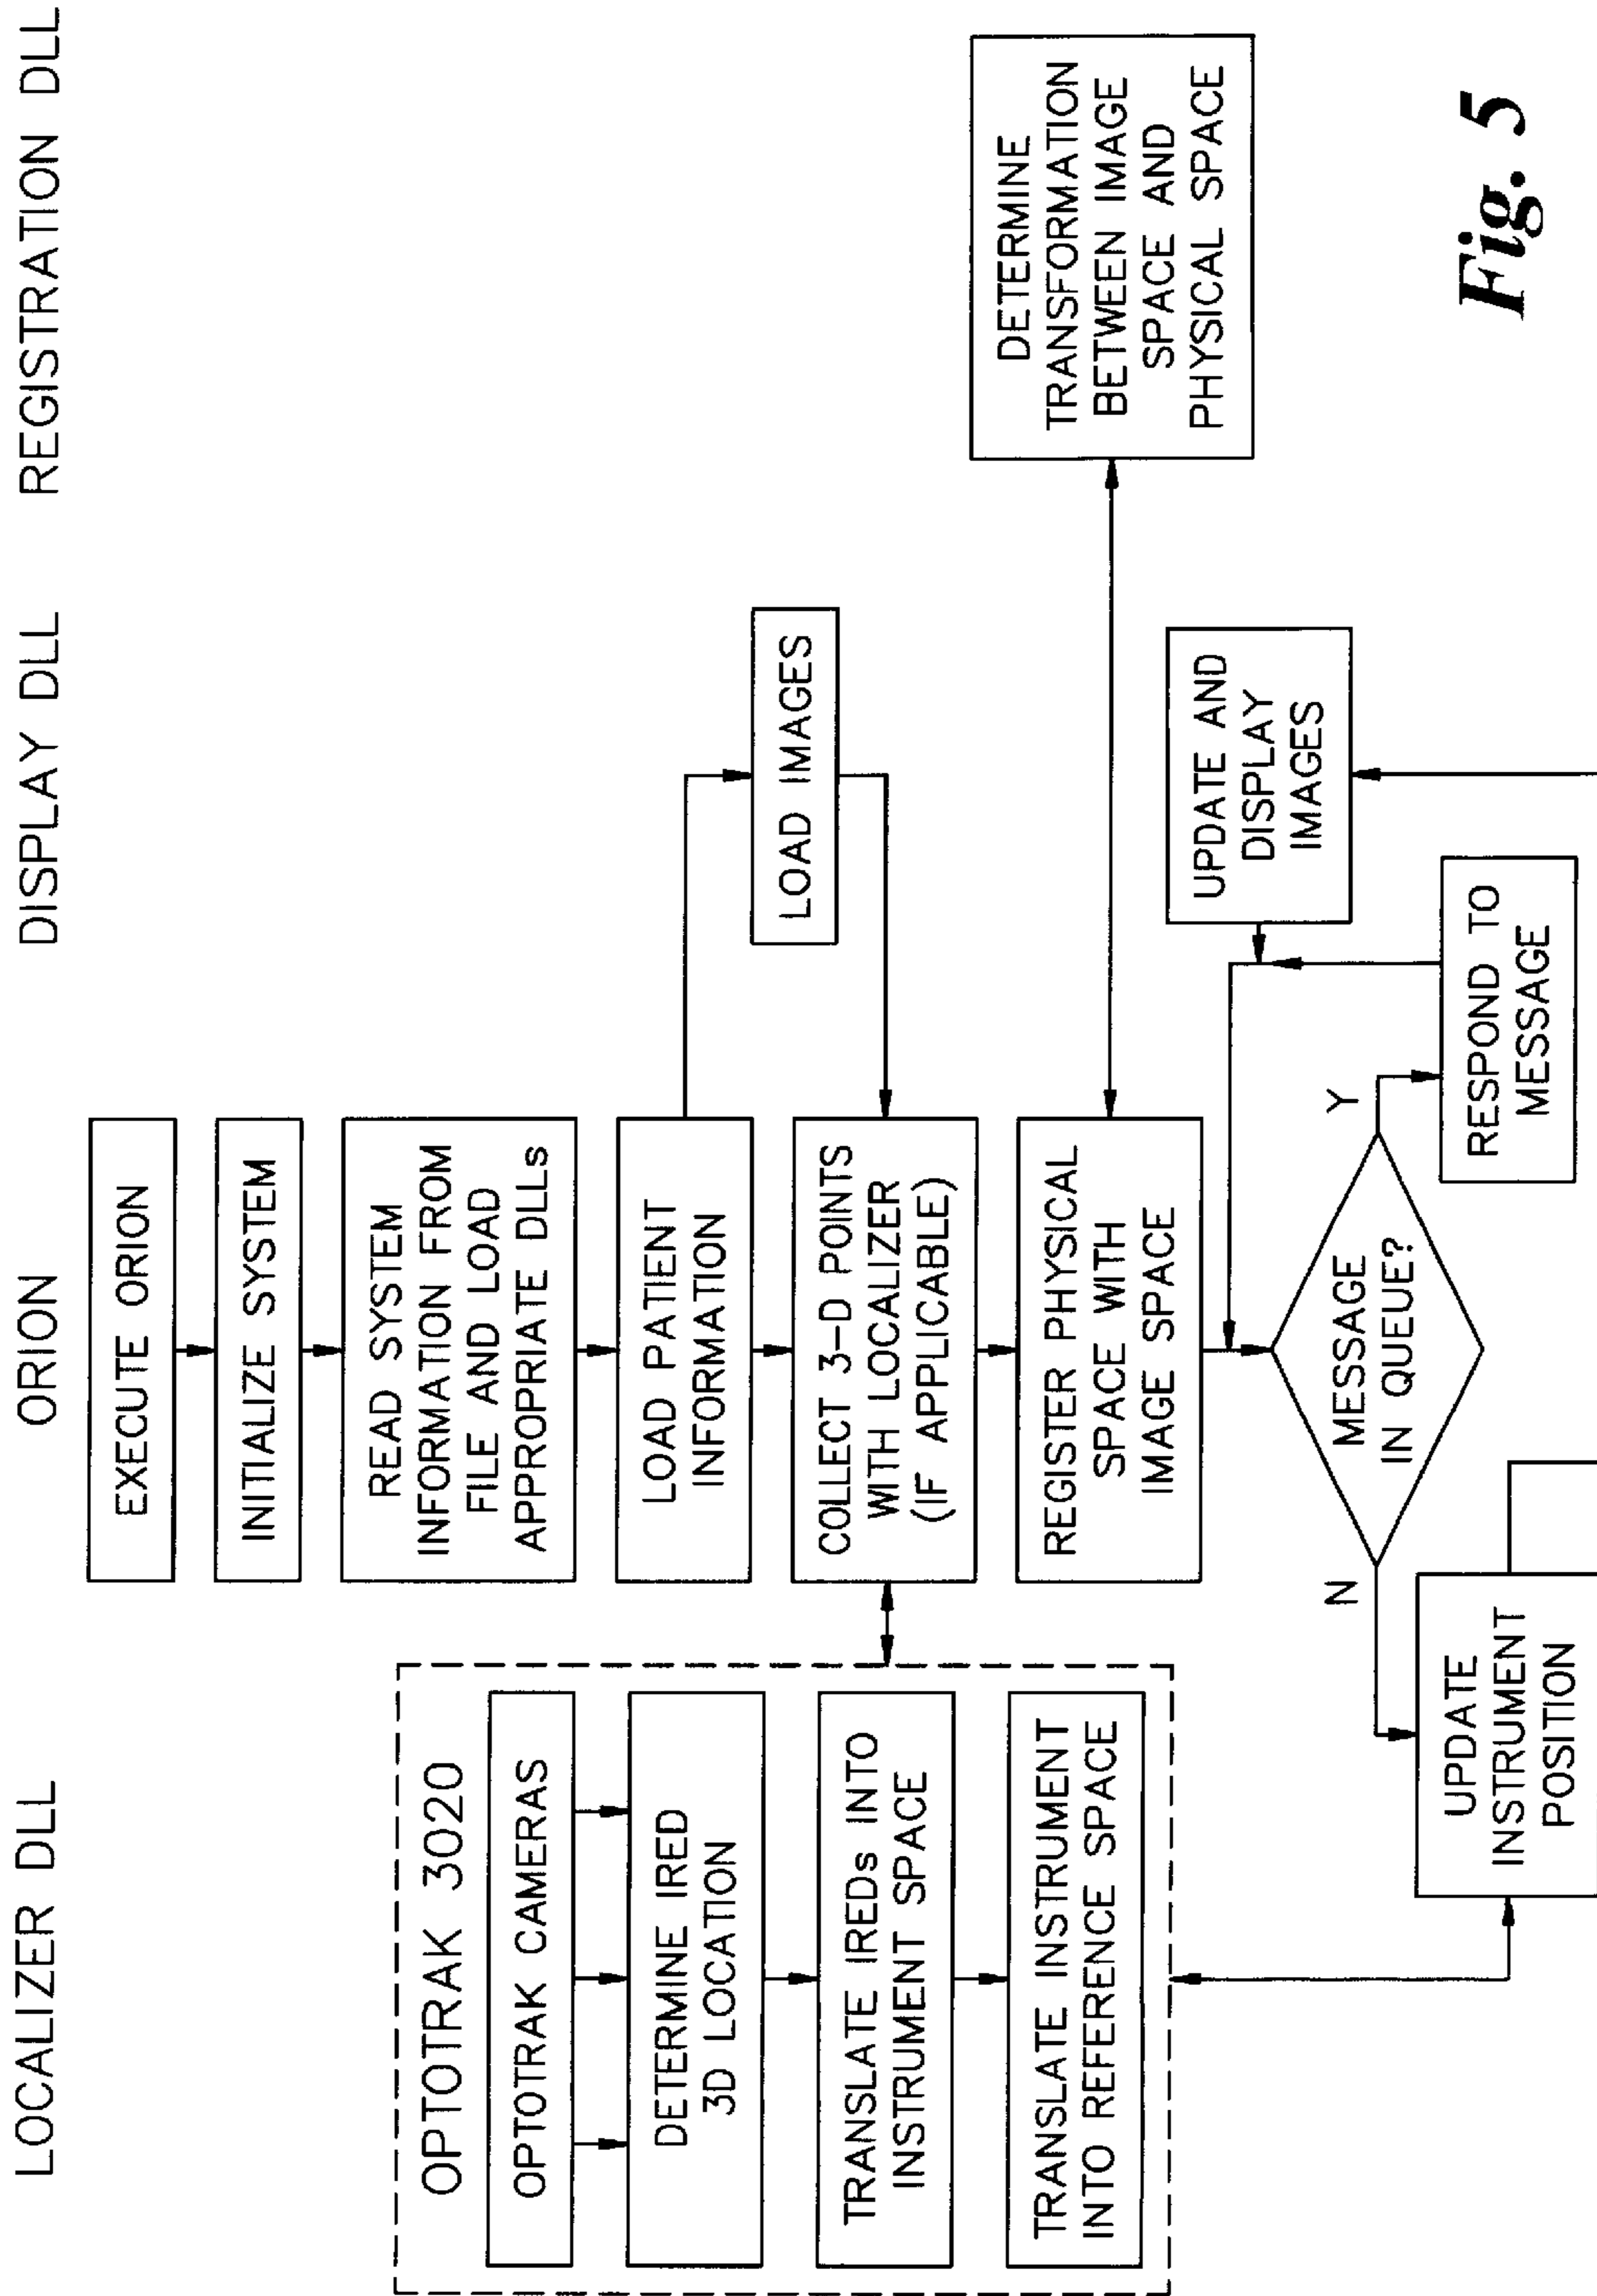 LOCALIZER DLL
ORION
DISPLAY DLL
REGISTRATION DLL
EXECUTE ORION
INITIALIZE SYSTEM
READ SYSTEM
INFORMATION FROM
FILE AND LOAD
APPROPRIATE DLLs
LOAD PATIENT
INFORMATION
LOAD IMAGES
OPTOTRAK 3020
OPTOTRAK CAMERAS
DETERMINE IRED
3D LOCATION
TRANSLATE IREDs INTO
INSTRUMENT SPACE
TRANSLATE INSTRUMENT
INTO REFERENCE SPACE
COLLECT 3-D POINTS
WITH LOCALIZER
(IF APPLICABLE)
REGISTER PHYSICAL
SPACE WITH
IMAGE SPACE
DETERMINE
TRANSFORMATION
BETWEEN IMAGE
SPACE AND
PHYSICAL SPACE
UPDATE AND
DISPLAY
IMAGES
MESSAGE
IN QUEUE?
N
Y
RESPOND TO
MESSAGE
UPDATE
INSTRUMENT
POSITION
Fig. 5